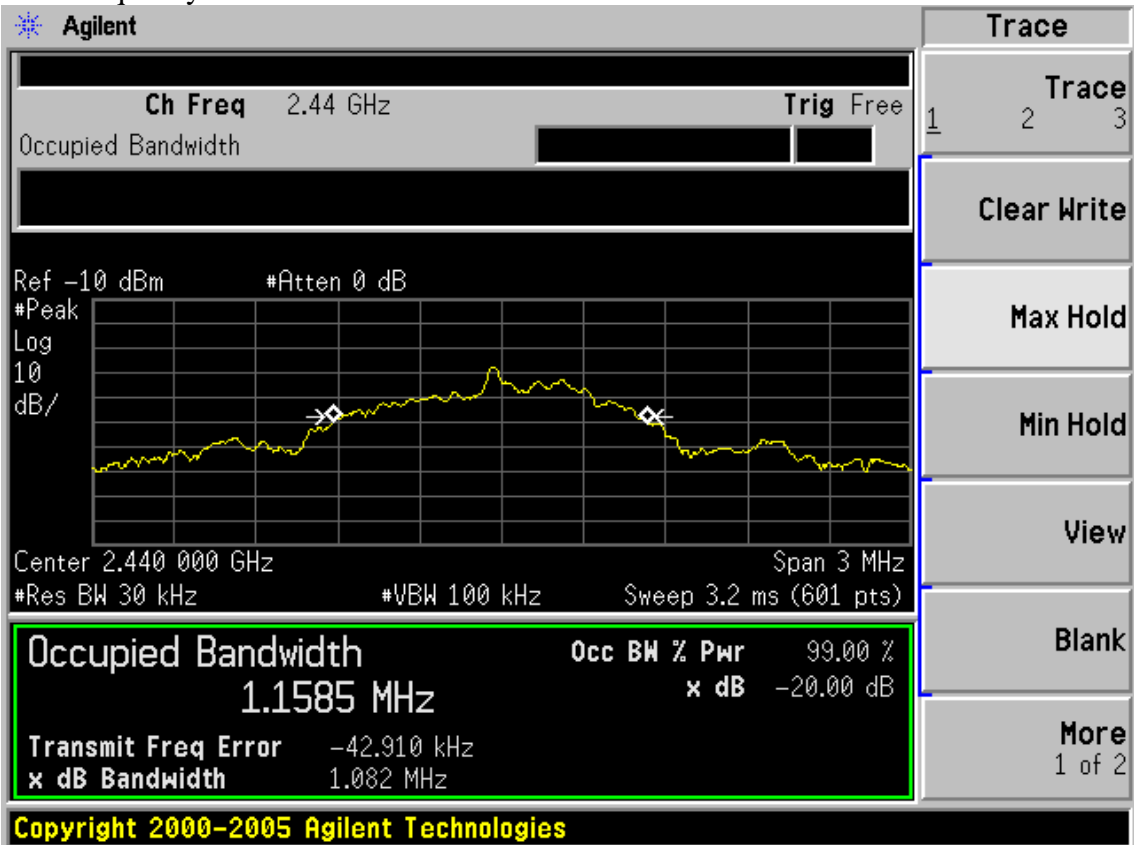 Agilent
Trace
Ch Freq 2.44 GHz
Trig Free
Occupied Bandwidth
Trace
1 2 3
Clear Write
Max Hold
Min Hold
View
Blank
More
1 of 2
Ref -10 dBm
#Atten 0 dB
#Peak
Log
10
dB/
Center 2.440 000 GHz
Span 3 MHz
#Res BW 30 kHz
#VBW 100 kHz
Sweep 3.2 ms (601 pts)
Occupied Bandwidth
1.1585 MHz
Occ BW % Pwr 99.00 %
x dB -20.00 dB
Transmit Freq Error -42.910 kHz
x dB Bandwidth 1.082 MHz
Copyright 2000-2005 Agilent Technologies